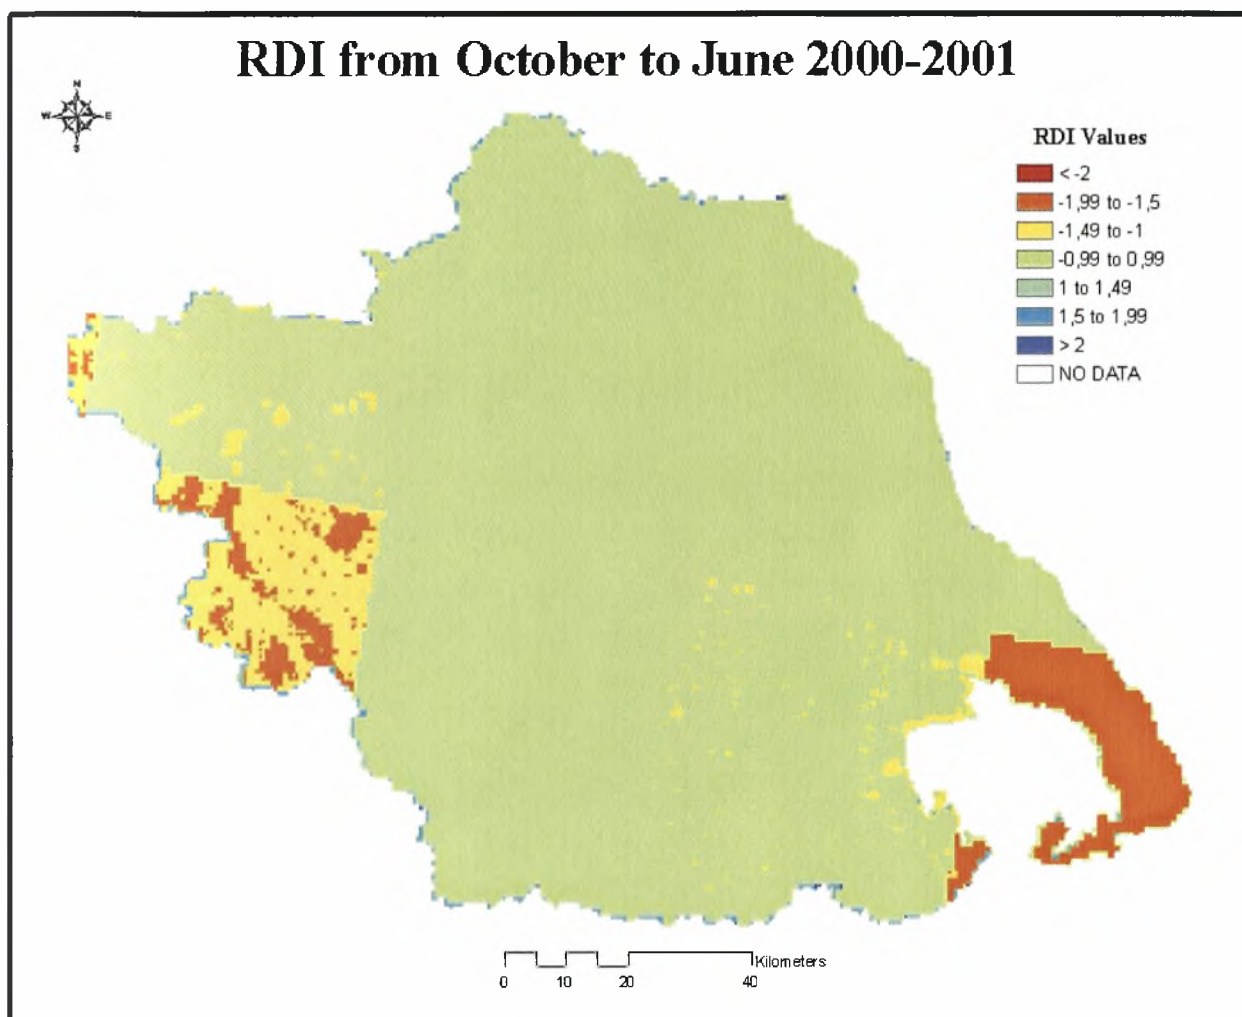 RDI from October to June 2000-2001
N
W E
S
RDI Values
< -2
-1,99 to -1,5
-1,49 to -1
-0,99 to 0,99
1 to 1,49
1,5 to 1,99
> 2
NO DATA
Kilometers
0 10 20 40